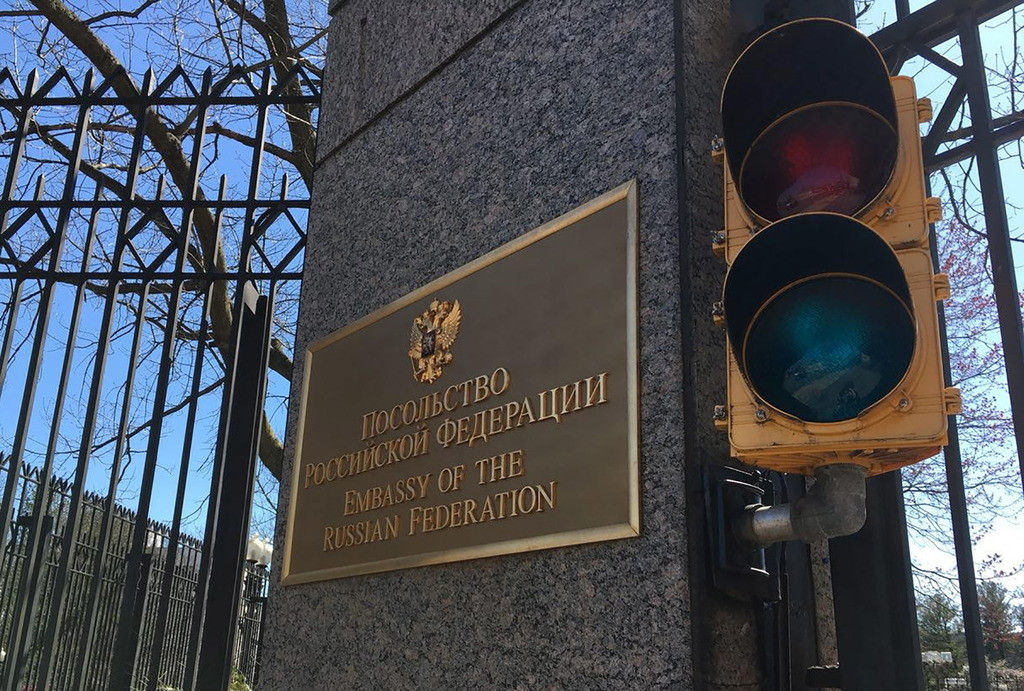 ПОСОЛЬСТВО
РОССИЙСКОЙ ФЕДЕРАЦИИ
EMBASSY OF THE
RUSSIAN FEDERATION